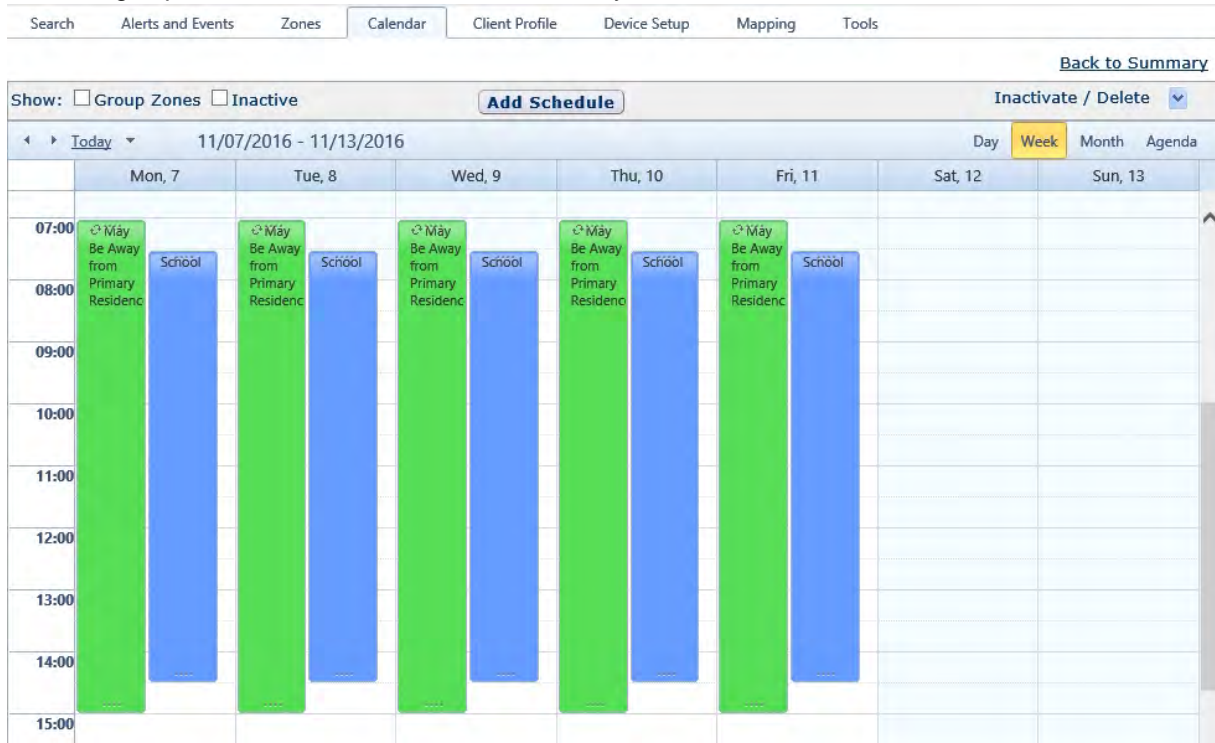 Search Alerts and Events Zones Calendar Client Profile Device Setup Mapping Tools
Back to Summary
Show: Group Zones Inactive Add Schedule Inactivate / Delete
Today 11/07/2016 - 11/13/2016 Day Week Month Agenda
Mon, 7 Tue, 8 Wed, 9 Thu, 10 Fri, 11 Sat, 12 Sun, 13
07:00 May May May May May
Be Away Be Away Be Away Be Away Be Away
from School from School from School from School from School
08:00 Primary Primary Primary Primary Primary
Residenc Residenc Residenc Residenc Residenc
09:00
10:00
11:00
12:00
13:00
14:00
15:00